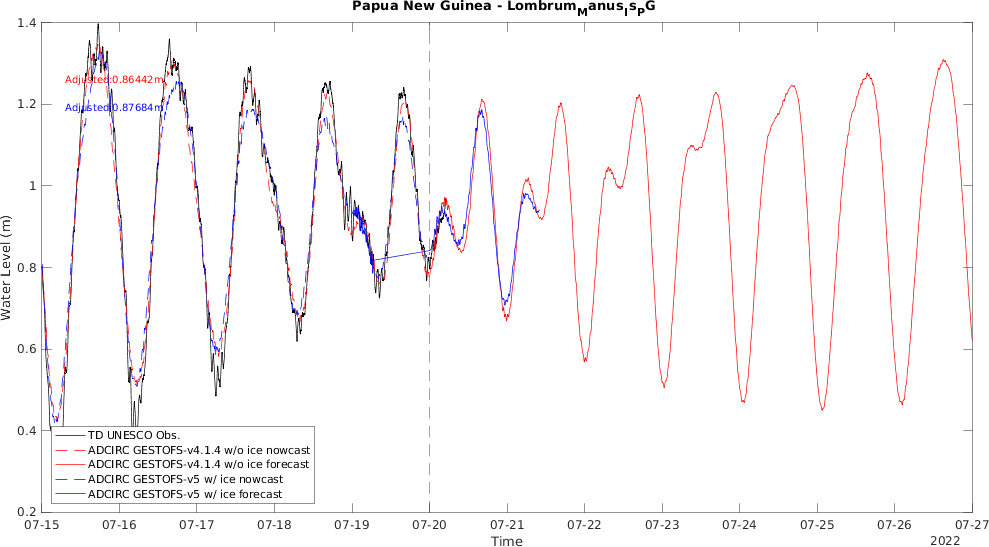 Papua New Guinea - LombrumManusIsPG
1.4
1.2
1
0.8
0.6
0.4
0.2
Water Level (m)
Adjusted:0.86442m
Adjusted:0.87684m
TD UNESCO Obs.
ADCIRC GESTOFS-v4.1.4 w/o ice nowcast
ADCIRC GESTOFS-v4.1.4 w/o ice forecast
ADCIRC GESTOFS-v5 w/ ice nowcast
ADCIRC GESTOFS-v5 w/ ice forecast
07-15 07-16 07-17 07-18 07-19 07-20 07-21 07-22 07-23 07-24 07-25 07-26 07-27
Time
2022